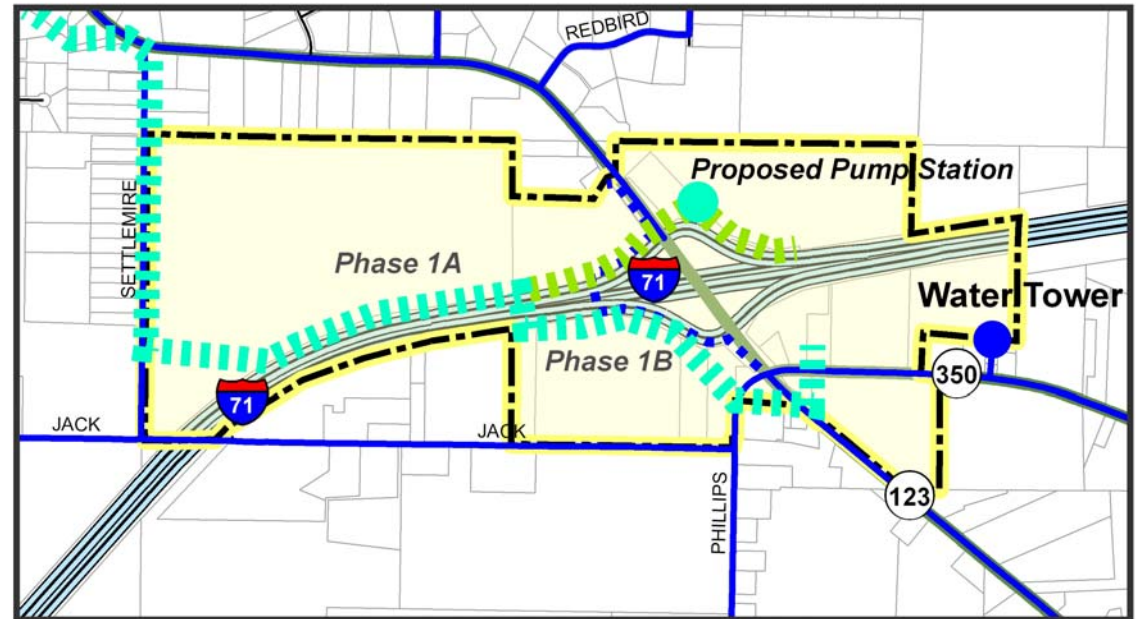 REDBIRD
Proposed Pump Station
SETTLEMIRE
Phase 1A
71
Water Tower
Phase 1B
350
71
JACK
JACK
PHILLIPS
123